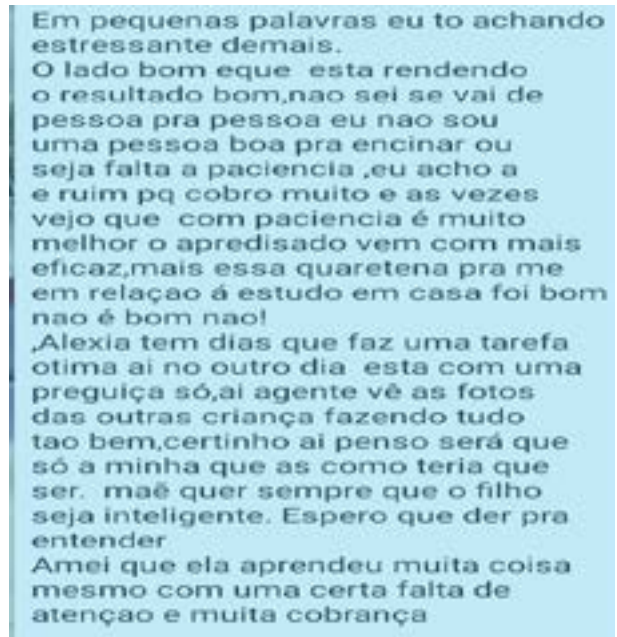 Em pequenas palavras eu to achando
estressante demais.
O lado bom eque esta rendendo
o resultado bom,nao sei se vai de
pessoa pra pessoa eu nao sou
uma pessoa boa pra encinar ou
seja falta a paciencia ,eu acho a
e ruim pq cobro muito e as vezes
vejo que com paciencia é muito
melhor o apredisado vem com mais
eficaz,mais essa quaretena pra me
em relaçao á estudo em casa foi bom
nao é bom nao!
,Alexia tem dias que faz uma tarefa
otima ai no outro dia esta com uma
preguiça só,ai agente vê as fotos
das outras criança fazendo tudo
tao bem,certinho ai penso será que
só a minha que as como teria que
ser. maẽ quer sempre que o filho
seja inteligente. Espero que der pra
entender
Amei que ela aprendeu muita coisa
mesmo com uma certa falta de
atençao e muita cobrança